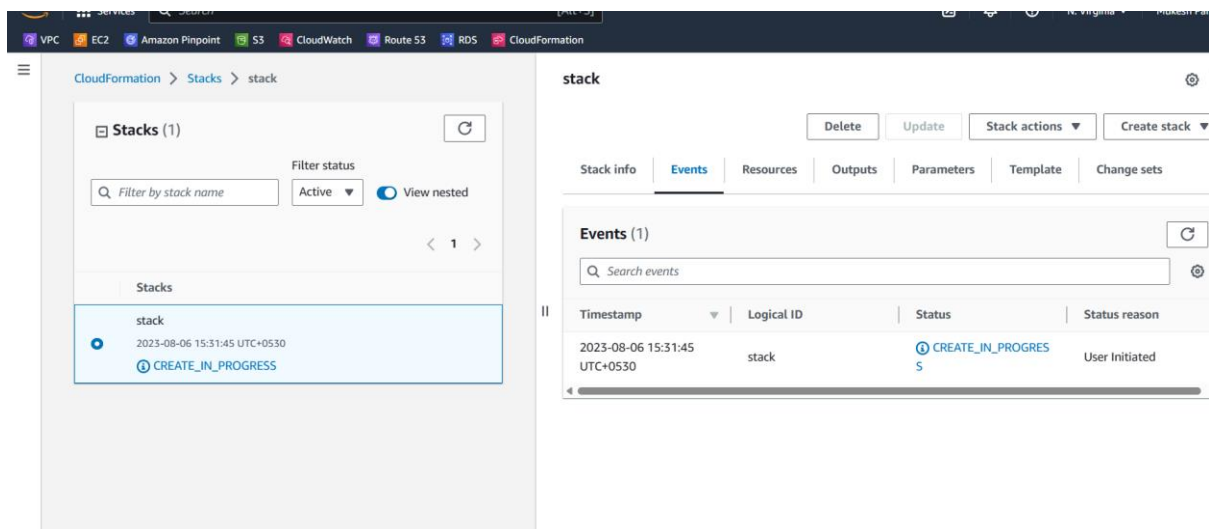 Services
Search
[Alt+S]
N. Virginia
VPC EC2 Amazon Pinpoint S3 CloudWatch Route 53 RDS CloudFormation
CloudFormation > Stacks > stack
Stacks (1)
Filter status
Filter by stack name
Active
View nested
1
Stacks
stack
2023-08-06 15:31:45 UTC+0530
CREATE_IN_PROGRESS
stack
Delete Update Stack actions Create stack
Stack info Events Resources Outputs Parameters Template Change sets
Events (1)
Search events
Timestamp Logical ID Status Status reason
2023-08-06 15:31:45
UTC+0530
stack
CREATE_IN_PROGRES
S
User Initiated